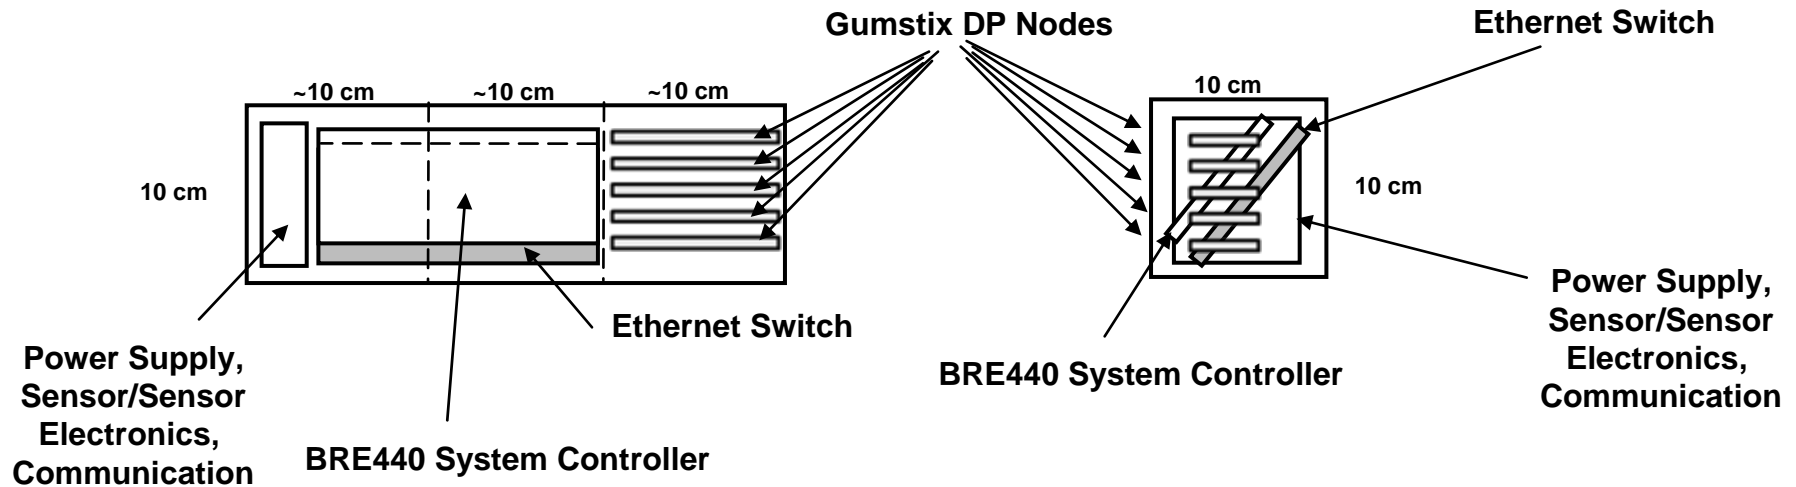 Gumstix DP Nodes
Ethernet Switch
~10 cm
~10 cm
~10 cm
10 cm
10 cm
10 cm
Ethernet Switch
Power Supply,
Sensor/Sensor
Electronics,
Communication
BRE440 System Controller
BRE440 System Controller
Power Supply,
Sensor/Sensor
Electronics,
Communication